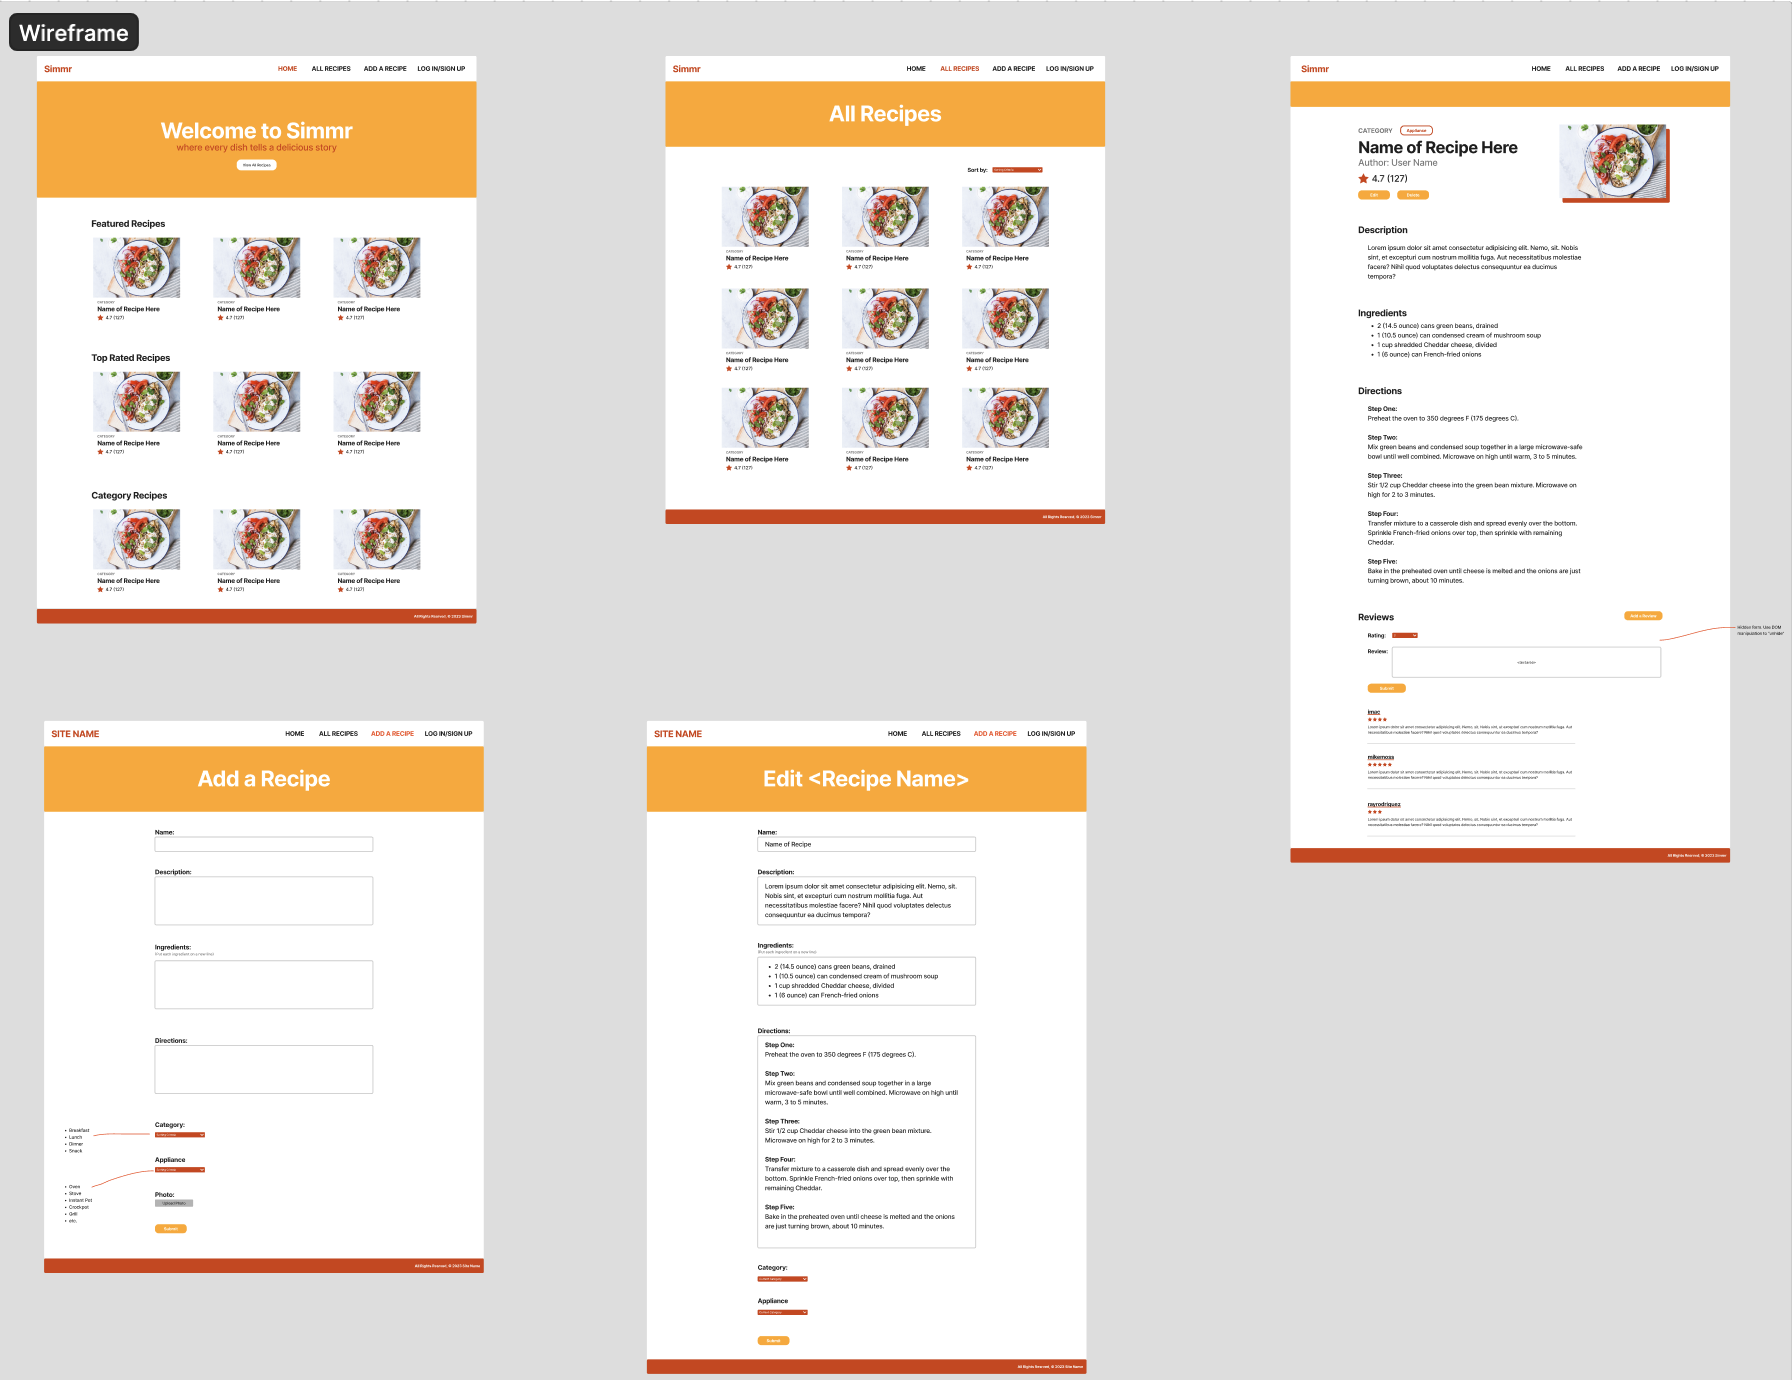 Wireframe
Simmr
HOME ALL RECIPES ADD A RECIPE LOG IN/SIGN UP
Welcome to Simmr
where every dish tells a delicious story
View All Recipes
Featured Recipes
CATEGORY CATEGORY CATEGORY
Name of Recipe Here Name of Recipe Here Name of Recipe Here
4.7 (127) 4.7 (127) 4.7 (127)
Top Rated Recipes
CATEGORY CATEGORY CATEGORY
Name of Recipe Here Name of Recipe Here Name of Recipe Here
4.7 (127) 4.7 (127) 4.7 (127)
Category Recipes
CATEGORY CATEGORY CATEGORY
Name of Recipe Here Name of Recipe Here Name of Recipe Here
4.7 (127) 4.7 (127) 4.7 (127)
All Rights Reserved. © 2023 Simmr
Simmr
HOME ALL RECIPES ADD A RECIPE LOG IN/SIGN UP
All Recipes
Sort by:
CATEGORY CATEGORY CATEGORY
Name of Recipe Here Name of Recipe Here Name of Recipe Here
4.7 (127) 4.7 (127) 4.7 (127)
CATEGORY CATEGORY CATEGORY
Name of Recipe Here Name of Recipe Here Name of Recipe Here
4.7 (127) 4.7 (127) 4.7 (127)
CATEGORY CATEGORY CATEGORY
Name of Recipe Here Name of Recipe Here Name of Recipe Here
4.7 (127) 4.7 (127) 4.7 (127)
All Rights Reserved. © 2023 Simmr
Simmr
HOME ALL RECIPES ADD A RECIPE LOG IN/SIGN UP
CATEGORY Appliance
Name of Recipe Here
Author: User Name
4.7 (127)
Edit Delete
Description
Lorem ipsum dolor sit amet consectetur adipisicing elit. Nemo, sit. Nobis
sint, et excepturi cum nostrum mollitia fuga. Aut necessitatibus molestiae
facere? Nihil quod voluptates delectus consequuntur ea ducimus
tempora?
Ingredients
• 2 (14.5 ounce) cans green beans, drained
• 1 (10.5 ounce) can condensed cream of mushroom soup
• 1 cup shredded Cheddar cheese, divided
• 1 (6 ounce) can French-fried onions
Directions
Step One:
Preheat the oven to 350 degrees F (175 degrees C).
Step Two:
Mix green beans and condensed soup together in a large microwave-safe
bowl until well combined. Microwave on high until warm, 3 to 5 minutes.
Step Three:
Stir 1/2 cup Cheddar cheese into the green bean mixture. Microwave on
high for 2 to 3 minutes.
Step Four:
Transfer mixture to a casserole dish and spread evenly over the bottom.
Sprinkle French-fried onions over top, then sprinkle with remaining
Cheddar.
Step Five:
Bake in the preheated oven until cheese is melted and the onions are just
turning brown, about 10 minutes.
Reviews
Add a Review
Hidden form. Use DOM
manipulation to "unhide"
Rating:
Review:
<textarea>
Submit
imac
Lorem ipsum dolor sit amet consectetur adipisicing elit. Nemo, sit. Nobis sint, et excepturi cum nostrum mollitia fuga. Aut
necessitatibus molestiae facere? Nihil quod voluptates delectus consequuntur ea ducimus tempora?
mikemoss
Lorem ipsum dolor sit amet consectetur adipisicing elit. Nemo, sit. Nobis sint, et excepturi cum nostrum mollitia fuga. Aut
necessitatibus molestiae facere? Nihil quod voluptates delectus consequuntur ea ducimus tempora?
rayrodriguez
Lorem ipsum dolor sit amet consectetur adipisicing elit. Nemo, sit. Nobis sint, et excepturi cum nostrum mollitia fuga. Aut
necessitatibus molestiae facere? Nihil quod voluptates delectus consequuntur ea ducimus tempora?
All Rights Reserved. © 2023 Simmr
SITE NAME
HOME ALL RECIPES ADD A RECIPE LOG IN/SIGN UP
Add a Recipe
Name:
Description:
Ingredients:
(Put each ingredient on a new line)
Directions:
Category:
• Breakfast
• Lunch
• Dinner
• Snack
Appliance
• Oven
• Stove
• Instant Pot
• Crockpot
• Grill
• etc.
Photo:
Upload Photo
Submit
All Rights Reserved. © 2023 Site Name
SITE NAME
HOME ALL RECIPES ADD A RECIPE LOG IN/SIGN UP
Edit <Recipe Name>
Name:
Name of Recipe
Description:
Lorem ipsum dolor sit amet consectetur adipisicing elit. Nemo, sit.
Nobis sint, et excepturi cum nostrum mollitia fuga. Aut
necessitatibus molestiae facere? Nihil quod voluptates delectus
consequuntur ea ducimus tempora?
Ingredients:
(Put each ingredient on a new line)
• 2 (14.5 ounce) cans green beans, drained
• 1 (10.5 ounce) can condensed cream of mushroom soup
• 1 cup shredded Cheddar cheese, divided
• 1 (6 ounce) can French-fried onions
Directions:
Step One:
Preheat the oven to 350 degrees F (175 degrees C).
Step Two:
Mix green beans and condensed soup together in a large
microwave-safe bowl until well combined. Microwave on high until
warm, 3 to 5 minutes.
Step Three:
Stir 1/2 cup Cheddar cheese into the green bean mixture.
Microwave on high for 2 to 3 minutes.
Step Four:
Transfer mixture to a casserole dish and spread evenly over the
bottom. Sprinkle French-fried onions over top, then sprinkle with
remaining Cheddar.
Step Five:
Bake in the preheated oven until cheese is melted and the onions
are just turning brown, about 10 minutes.
Category:
Current Category
Appliance
Current Category
Submit
All Rights Reserved. © 2023 Site Name